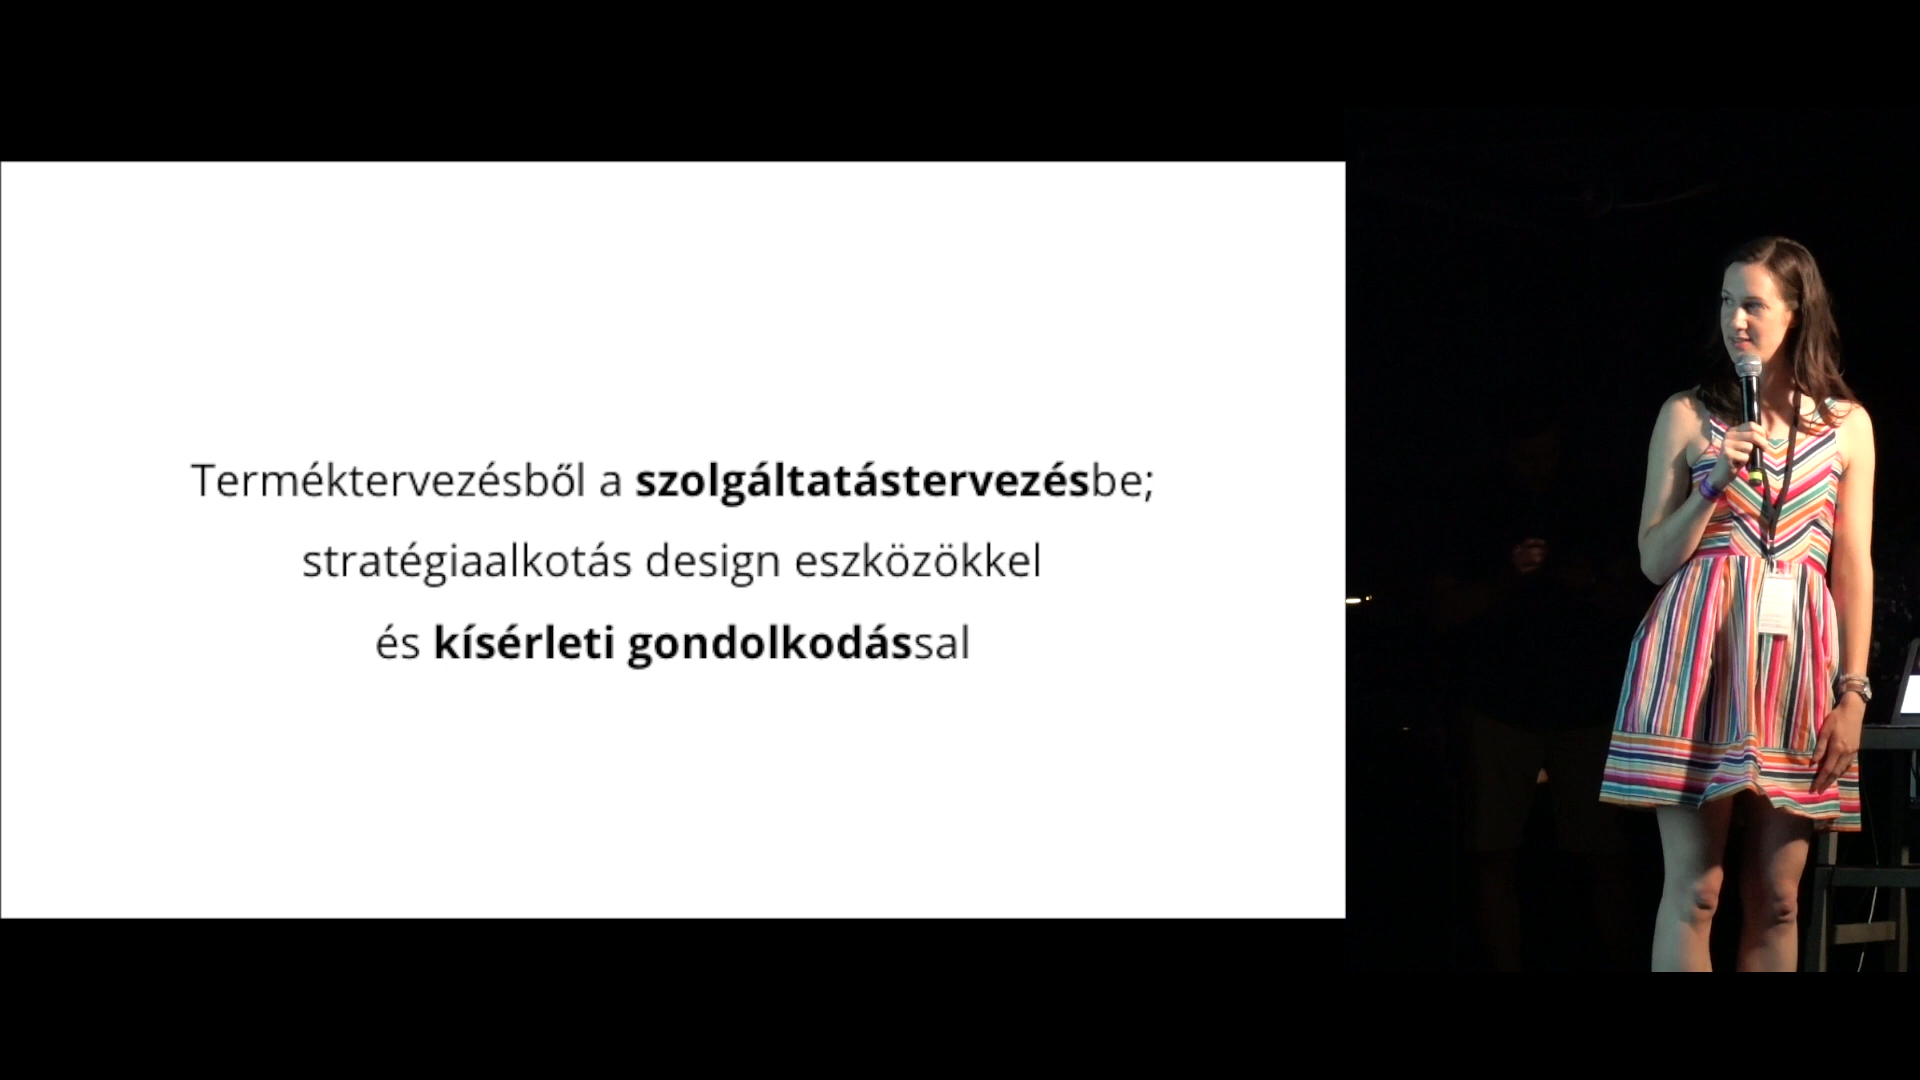 Terméktervezésből a szolgáltatástervezésbe;
stratégiaalkotás design eszközökkel
és kísérleti gondolkodással